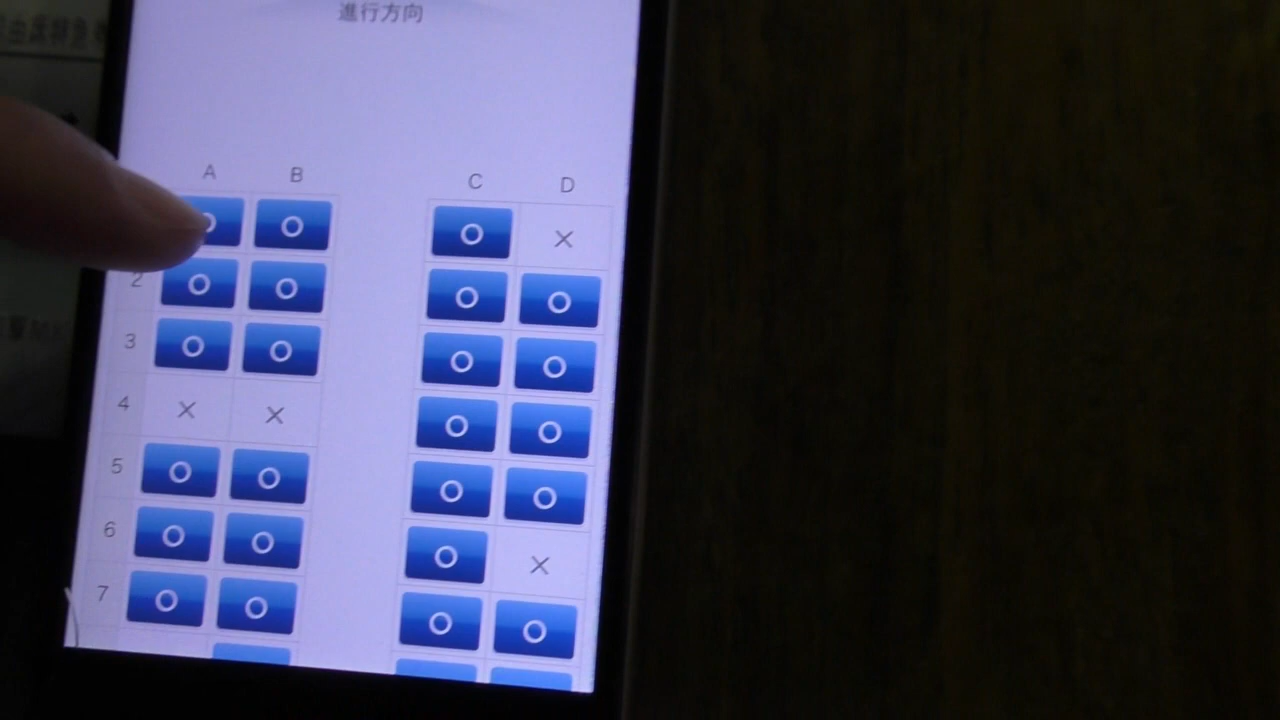 進行方向
A B C D
○ ○ ○ ×
2 ○ ○ ○ ○
3 ○ ○ ○ ○
4 × × ○ ○
5 ○ ○ ○ ○
6 ○ ○ ○ ×
7 ○ ○ ○ ○